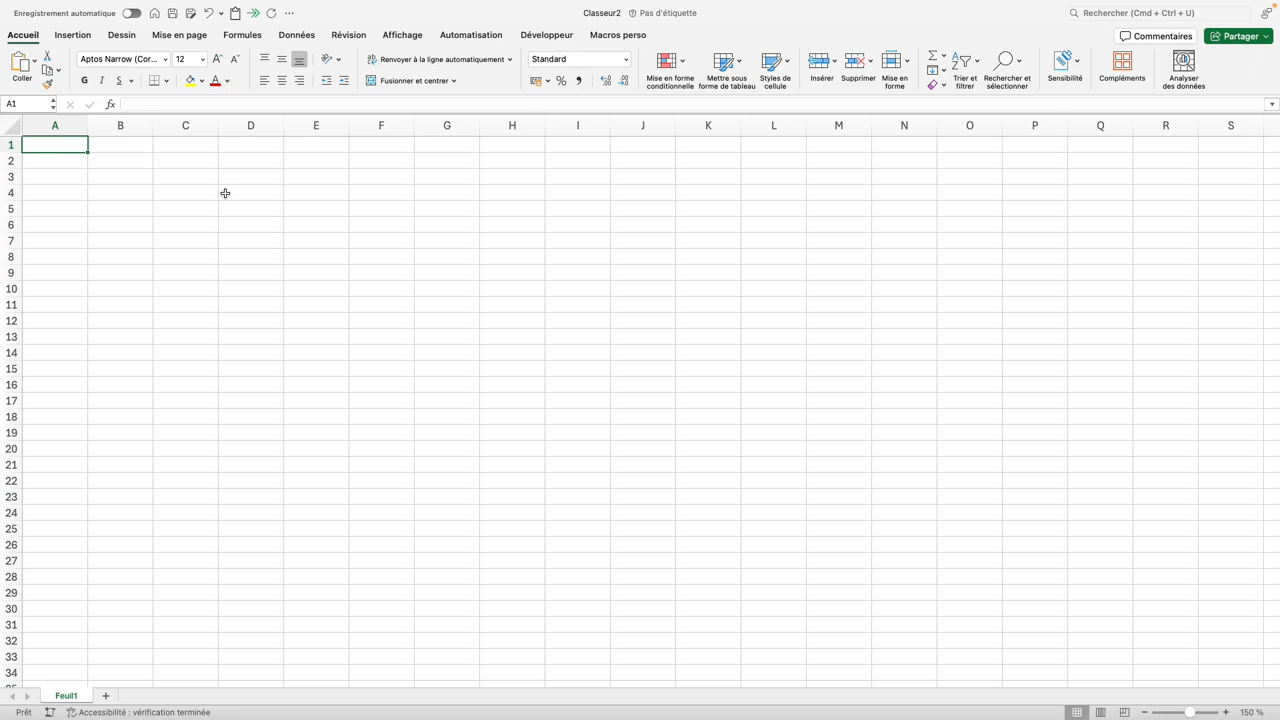 Enregistrement automatique
Classeur2
Pas d'étiquette
Rechercher (Cmd + Ctrl + U)
Accueil Insertion Dessin Mise en page Formules Données Révision Affichage Automatisation Développeur Macros perso
Commentaires
Partager
Coller
Aptos Narrow (Cor... 12
G I S
Renvoyer à la ligne automatiquement
Fusionner et centrer
Standard
Mise en forme conditionnelle
Mettre sous forme de tableau
Styles de cellule
Insérer
Supprimer
Mise en forme
Trier et filtrer
Rechercher et sélectionner
Sensibilité
Compléments
Analyser des données
A1 fx
A B C D E F G H I J K L M N O P Q R S
1
2
3
4
5
6
7
8
9
10
11
12
13
14
15
16
17
18
19
20
21
22
23
24
25
26
27
28
29
30
31
32
33
34
Feuil1
Prêt
Accessibilité : vérification terminée
150 %